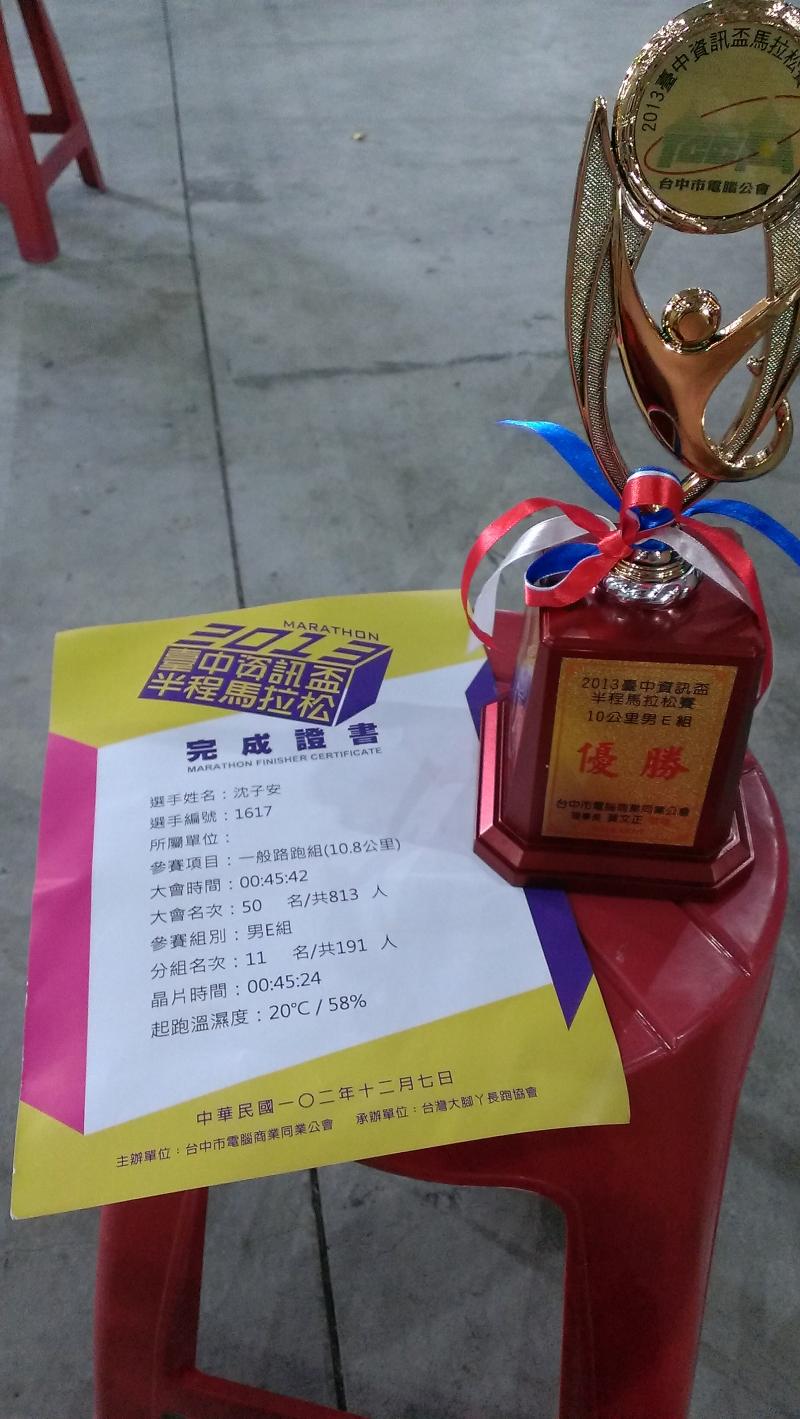 2013臺中資訊盃馬拉松賽
TCCA
台中市電腦公會
2013臺中資訊盃
半程馬拉松賽
10公里男E組
優勝
台中市電腦商業同業公會
理事長 莫文正
MARATHON
2013
臺中資訊盃
半程馬拉松
完成證書
MARATHON FINISHER CERTIFICATE
選手姓名：沈子安
選手編號：1617
所屬單位：
參賽項目：一般路跑組(10.8公里)
大會時間：00:45:42
大會名次：50 名/共813 人
參賽組別：男E組
分組名次：11 名/共191 人
晶片時間：00:45:24
起跑溫濕度：20℃ / 58%
中華民國一〇二年十二月七日
主辦單位：台中市電腦商業同業公會 承辦單位：台灣大腳丫長跑協會